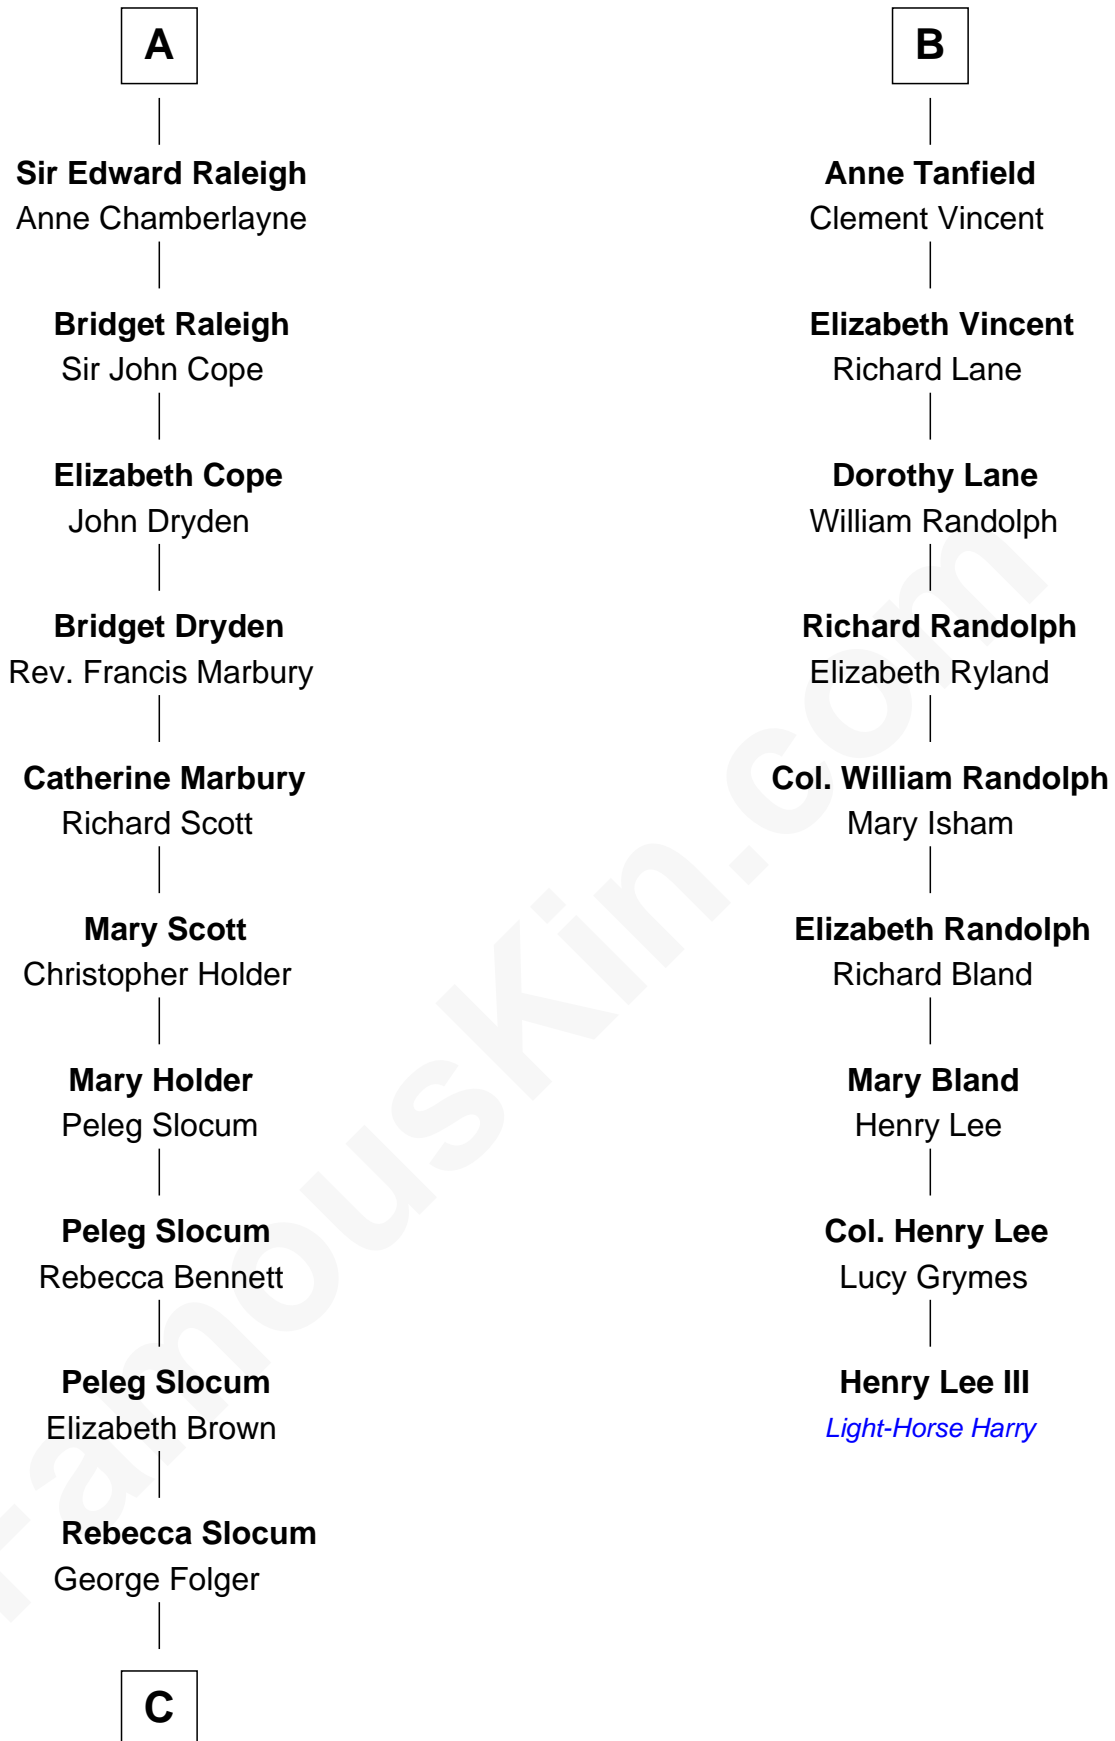 A
Sir Edward Raleigh
Anne Chamberlayne
Bridget Raleigh
Sir John Cope
Elizabeth Cope
John Dryden
Bridget Dryden
Rev. Francis Marbury
Catherine Marbury
Richard Scott
Mary Scott
Christopher Holder
Mary Holder
Peleg Slocum
Peleg Slocum
Rebecca Bennett
Peleg Slocum
Elizabeth Brown
Rebecca Slocum
George Folger
C
B
Anne Tanfield
Clement Vincent
Elizabeth Vincent
Richard Lane
Dorothy Lane
William Randolph
Richard Randolph
Elizabeth Ryland
Col. William Randolph
Mary Isham
Elizabeth Randolph
Richard Bland
Mary Bland
Henry Lee
Col. Henry Lee
Lucy Grymes
Henry Lee III
Light-Horse Harry
FamousKin.com